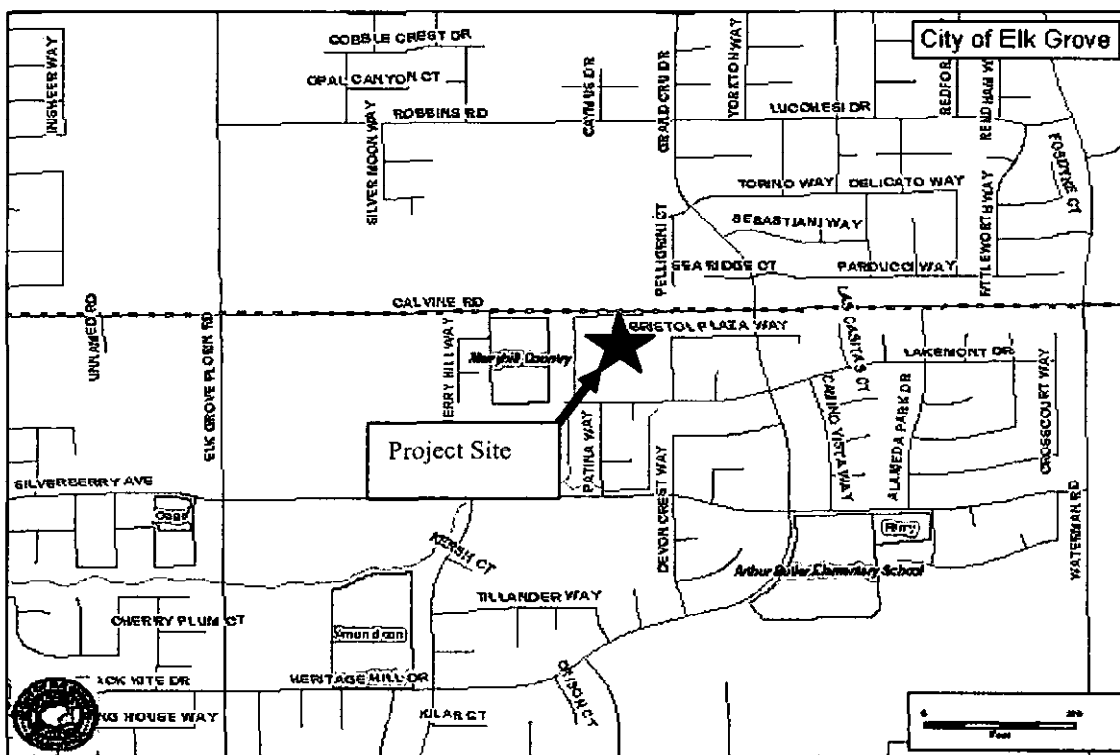 City of Elk Grove
COBBLE CREST DR
OPAL CANYON CT
ROBBINS RD
SILVER MOON WAY
CAYMUS DR
GRAND CRU DR
YORKTON WAY
LUCCHESI DR
TORINO WAY
DELICATO WAY
SEBASTIANI WAY
PELLIGRINI CT
SEA RIDGE CT
PARDUCCI WAY
FORDYCE CT
CALVINE RD
UNNAMED RD
ELK GROVE FLORIN RD
ERRY HILL WAY
BRISTOL PLAZA WAY
LAS CASITAS CT
LAKEMONT DR
Project Site
PATINA WAY
DEVON CREST WAY
CAMINO VISTA WAY
ALAMEDA PARK DR
CROSSCOURT WAY
WATERMAN RD
SILVERBERRY AVE
KERSH CT
Arthur Butler Elementary School
TILLANDER WAY
CHERRY PLUM CT
ACK KITE DR
HERITAGE HILL DR
NG HOUSE WAY
KILAR CT
Feet